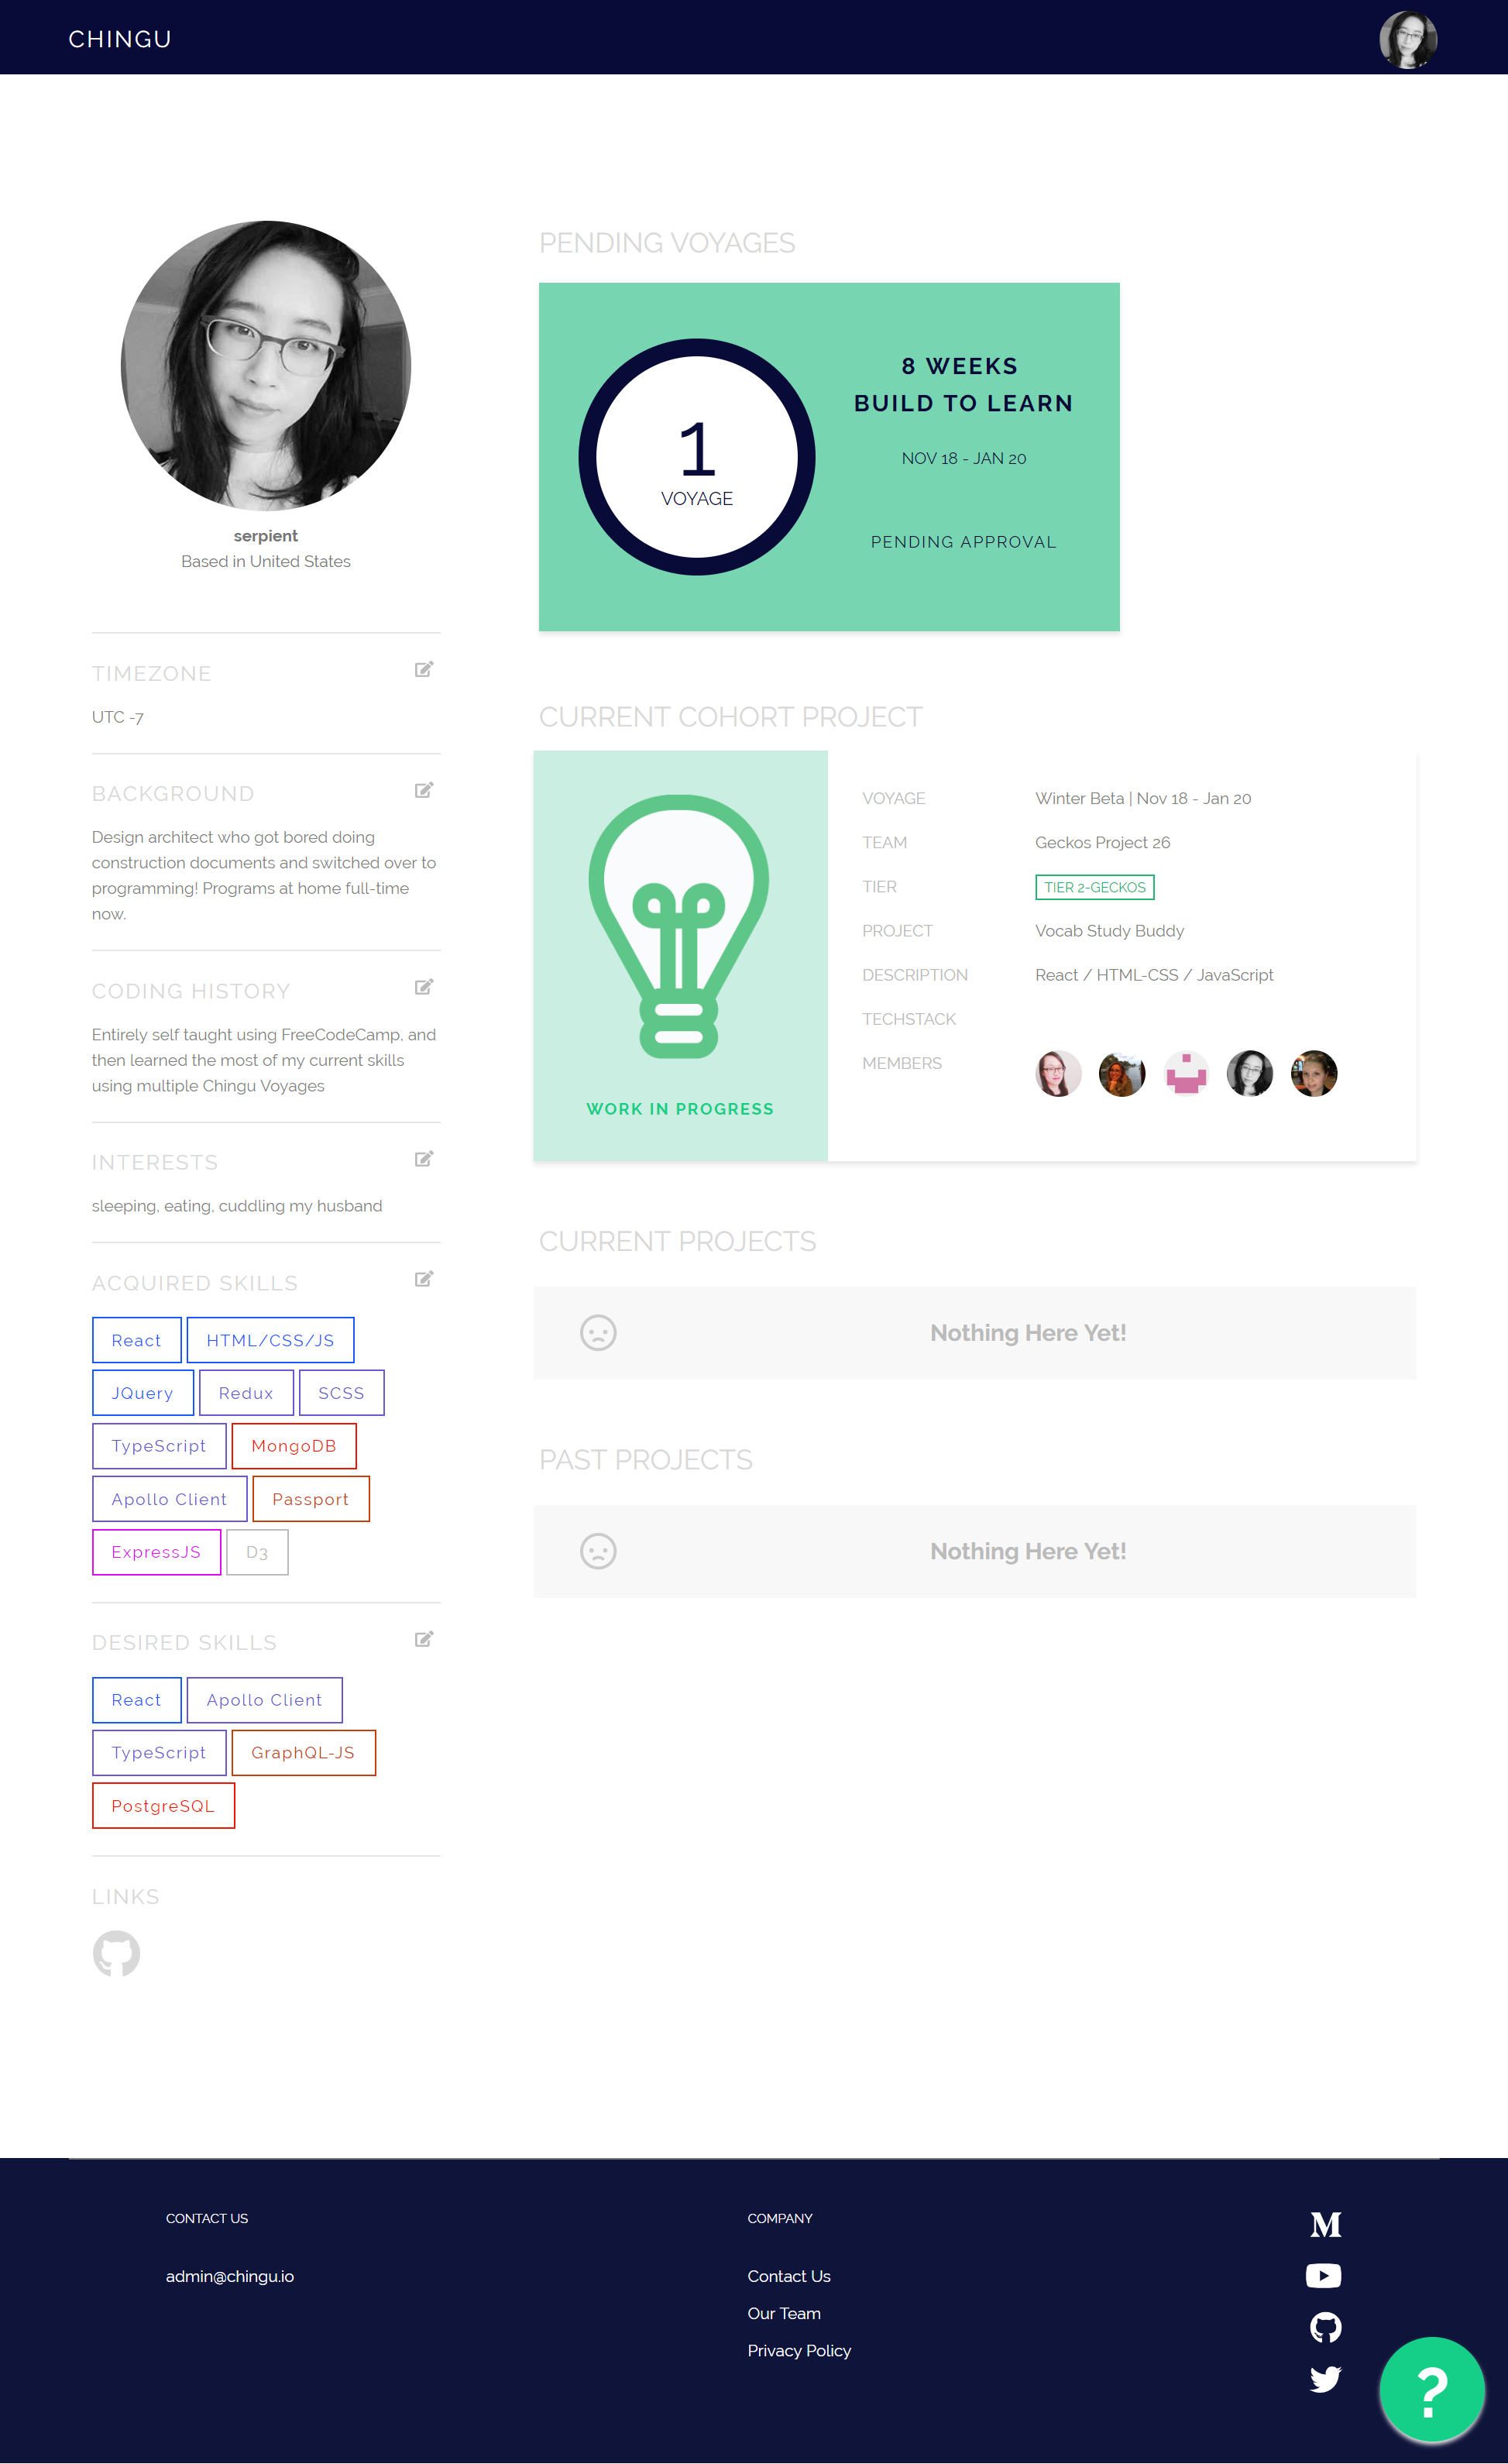 CHINGU
serpient
Based in United States
TIMEZONE
UTC -7
BACKGROUND
Design architect who got bored doing
construction documents and switched over to
programming! Programs at home full-time
now.
CODING HISTORY
Entirely self taught using FreeCodeCamp, and
then learned the most of my current skills
using multiple Chingu Voyages
INTERESTS
sleeping, eating, cuddling my husband
ACQUIRED SKILLS
React HTML/CSS/JS
JQuery Redux SCSS
TypeScript MongoDB
Apollo Client Passport
ExpressJS D3
DESIRED SKILLS
React Apollo Client
TypeScript GraphQL-JS
PostgreSQL
LINKS
PENDING VOYAGES
1
VOYAGE
8 WEEKS
BUILD TO LEARN
NOV 18 - JAN 20
PENDING APPROVAL
CURRENT COHORT PROJECT
WORK IN PROGRESS
VOYAGE Winter Beta | Nov 18 - Jan 20
TEAM Geckos Project 26
TIER TIER 2-GECKOS
PROJECT Vocab Study Buddy
DESCRIPTION React / HTML-CSS / JavaScript
TECHSTACK
MEMBERS
CURRENT PROJECTS
Nothing Here Yet!
PAST PROJECTS
Nothing Here Yet!
CONTACT US
admin@chingu.io
COMPANY
Contact Us
Our Team
Privacy Policy
M
?